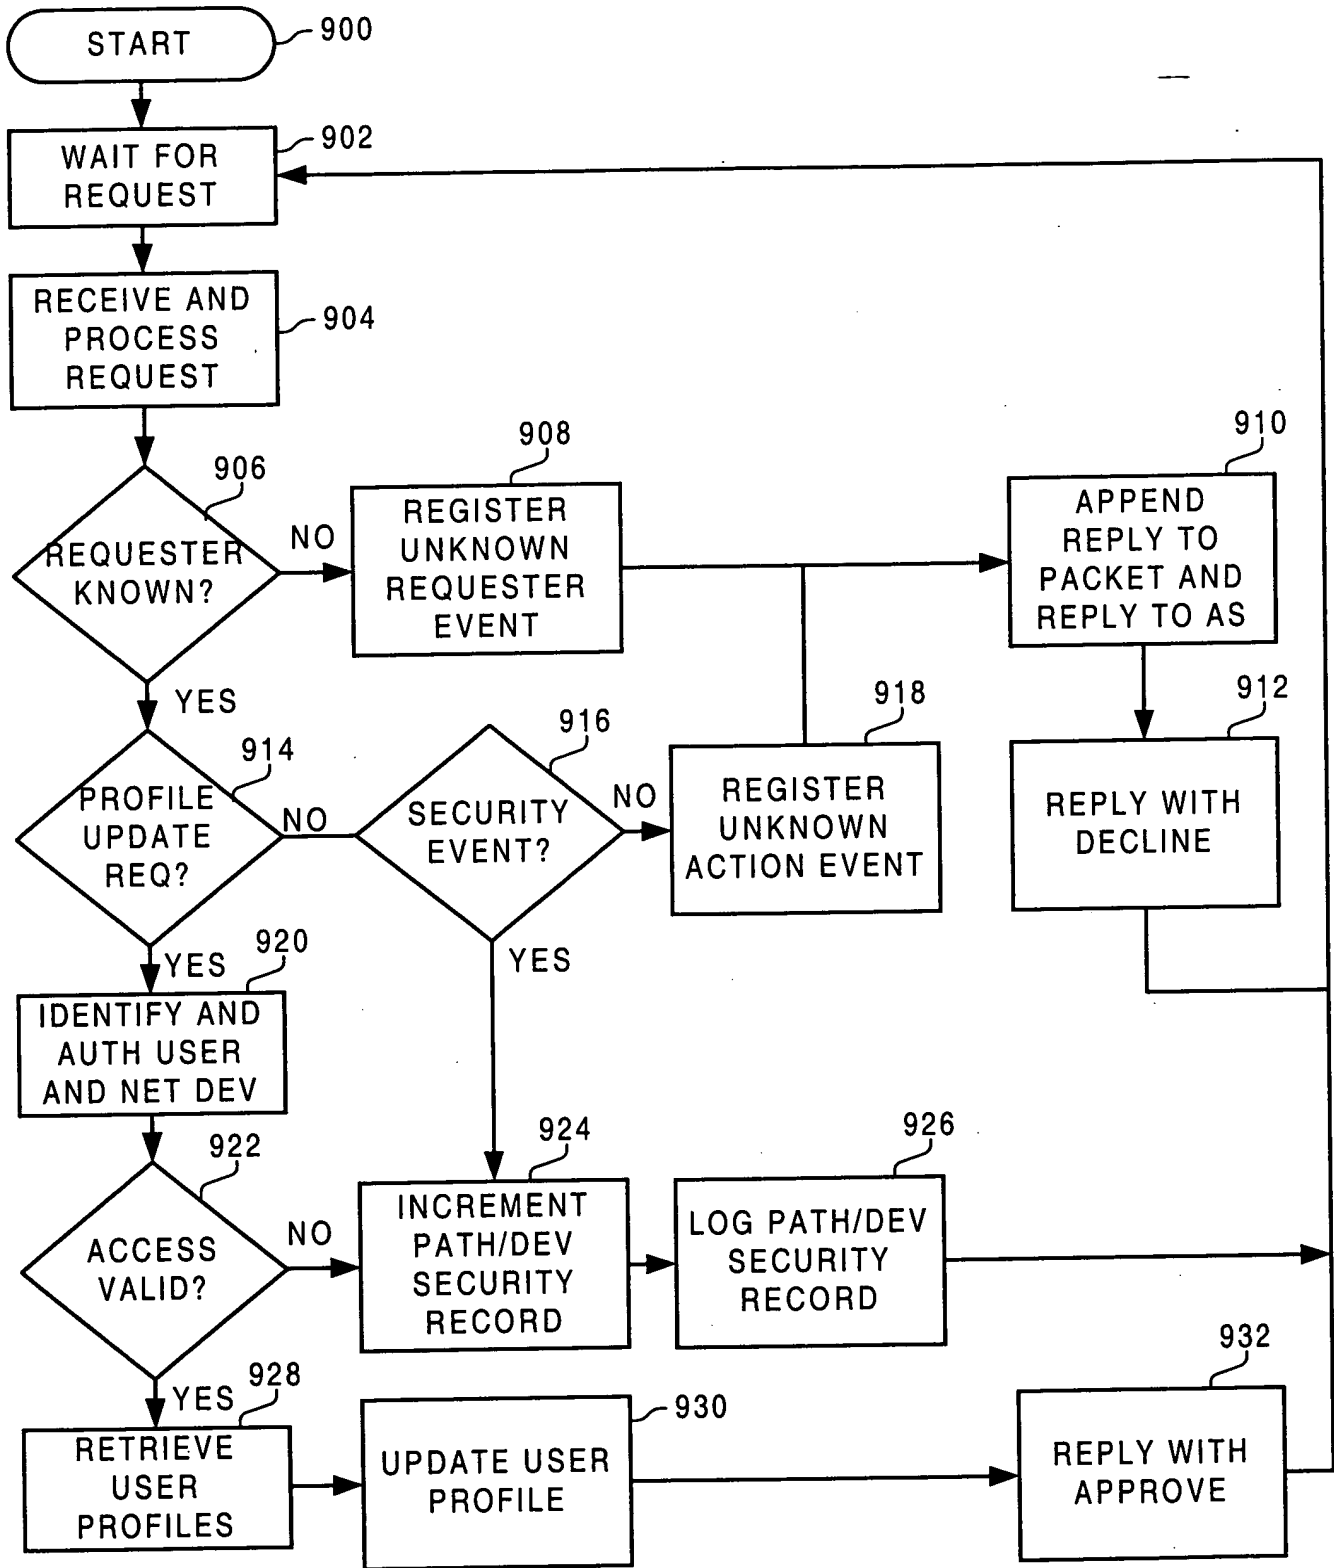 START
900
WAIT FOR
REQUEST
902
RECEIVE AND
PROCESS
REQUEST
904
906
REQUESTER
KNOWN?
NO
YES
908
REGISTER
UNKNOWN
REQUESTER
EVENT
910
APPEND
REPLY TO
PACKET AND
REPLY TO AS
912
REPLY WITH
DECLINE
914
PROFILE
UPDATE
REQ?
NO
YES
916
SECURITY
EVENT?
NO
YES
918
REGISTER
UNKNOWN
ACTION EVENT
920
IDENTIFY AND
AUTH USER
AND NET DEV
922
ACCESS
VALID?
NO
YES
924
INCREMENT
PATH/DEV
SECURITY
RECORD
926
LOG PATH/DEV
SECURITY
RECORD
928
RETRIEVE
USER
PROFILES
930
UPDATE USER
PROFILE
932
REPLY WITH
APPROVE